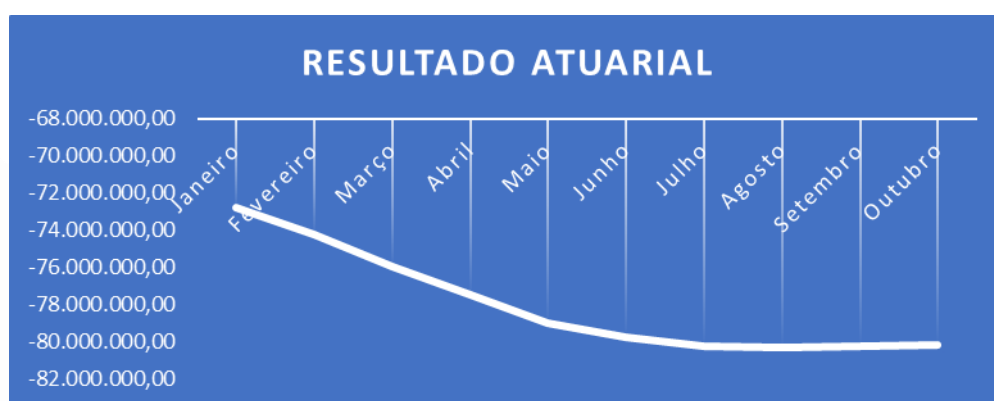 RESULTADO ATUARIAL
-68.000.000,00
-70.000.000,00
-72.000.000,00
-74.000.000,00
-76.000.000,00
-78.000.000,00
-80.000.000,00
-82.000.000,00
Janeiro
Fevereiro
Março
Abril
Maio
Junho
Julho
Agosto
Setembro
Outubro